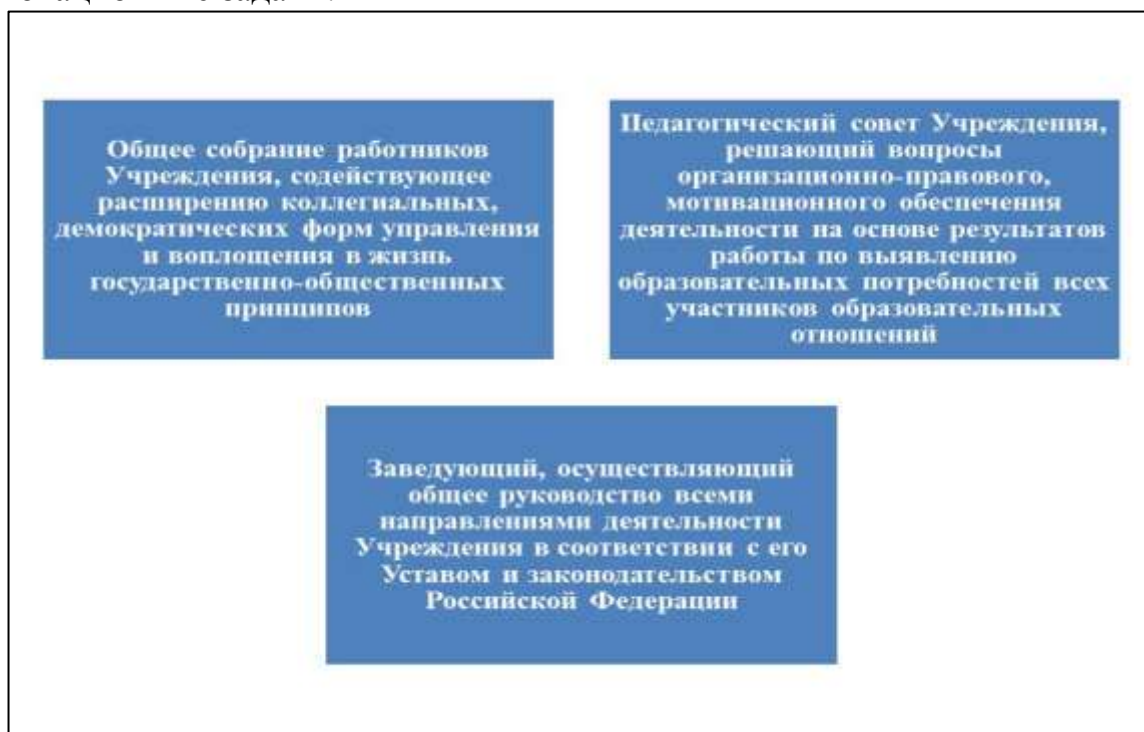 Общее собрание работников
Учреждения, содействующее
расширению коллегиальных,
демократических форм управления
и воплощения в жизнь
государственно-общественных
принципов
Педагогический совет Учреждения,
решающий вопросы
организационно-правового,
мотивационного обеспечения
деятельности на основе результатов
работы по выявлению
образовательных потребностей всех
участников образовательных
отношений
Заведующий, осуществляющий
общее руководство всеми
направлениями деятельности
Учреждения в соответствии с его
Уставом и законодательством
Российской Федерации